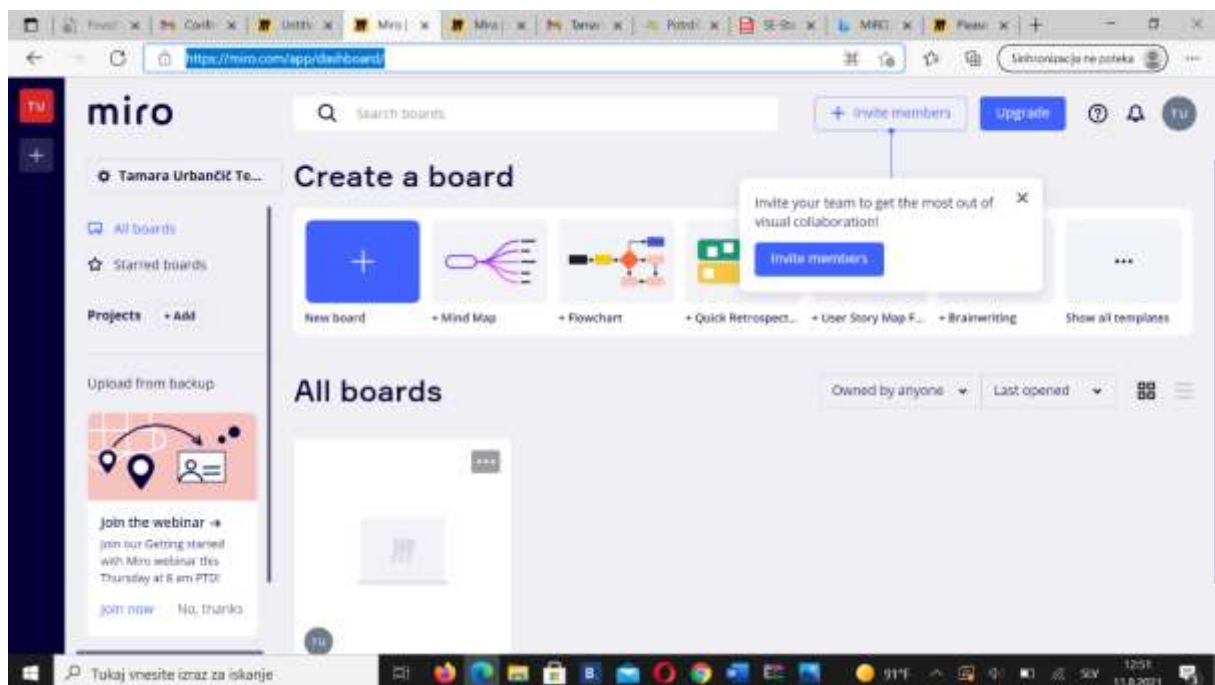 https://miro.com/app/dashboard/
Sinhronizacija ne poteka
TU
miro
Search boards
+ Invite members
Upgrade
TU
+
Tamara Urbančič Te...
Create a board
Invite your team to get the most out of
visual collaboration!
Invite members
All boards
Starred boards
Projects + Add
New board
+ Mind Map
+ Flowchart
+ Quick Retrospect...
+ User Story Map F...
+ Brainwriting
Show all templates
Upload from backup
All boards
Owned by anyone
Last opened
Join the webinar →
Join our Getting started
with Miro webinar this
Thursday at 8 am PTD!
Join now No, thanks
TU
Tukaj vnesite izraz za iskanje
91°F
SLV
12:51